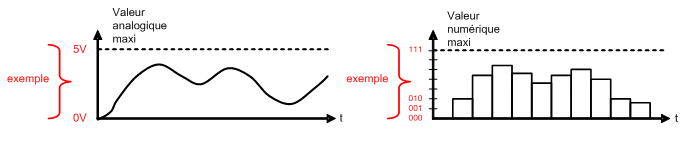 Valeur
analogique
maxi
5V
exemple
0V
t
Valeur
numérique
maxi
111
exemple
010
001
000
t